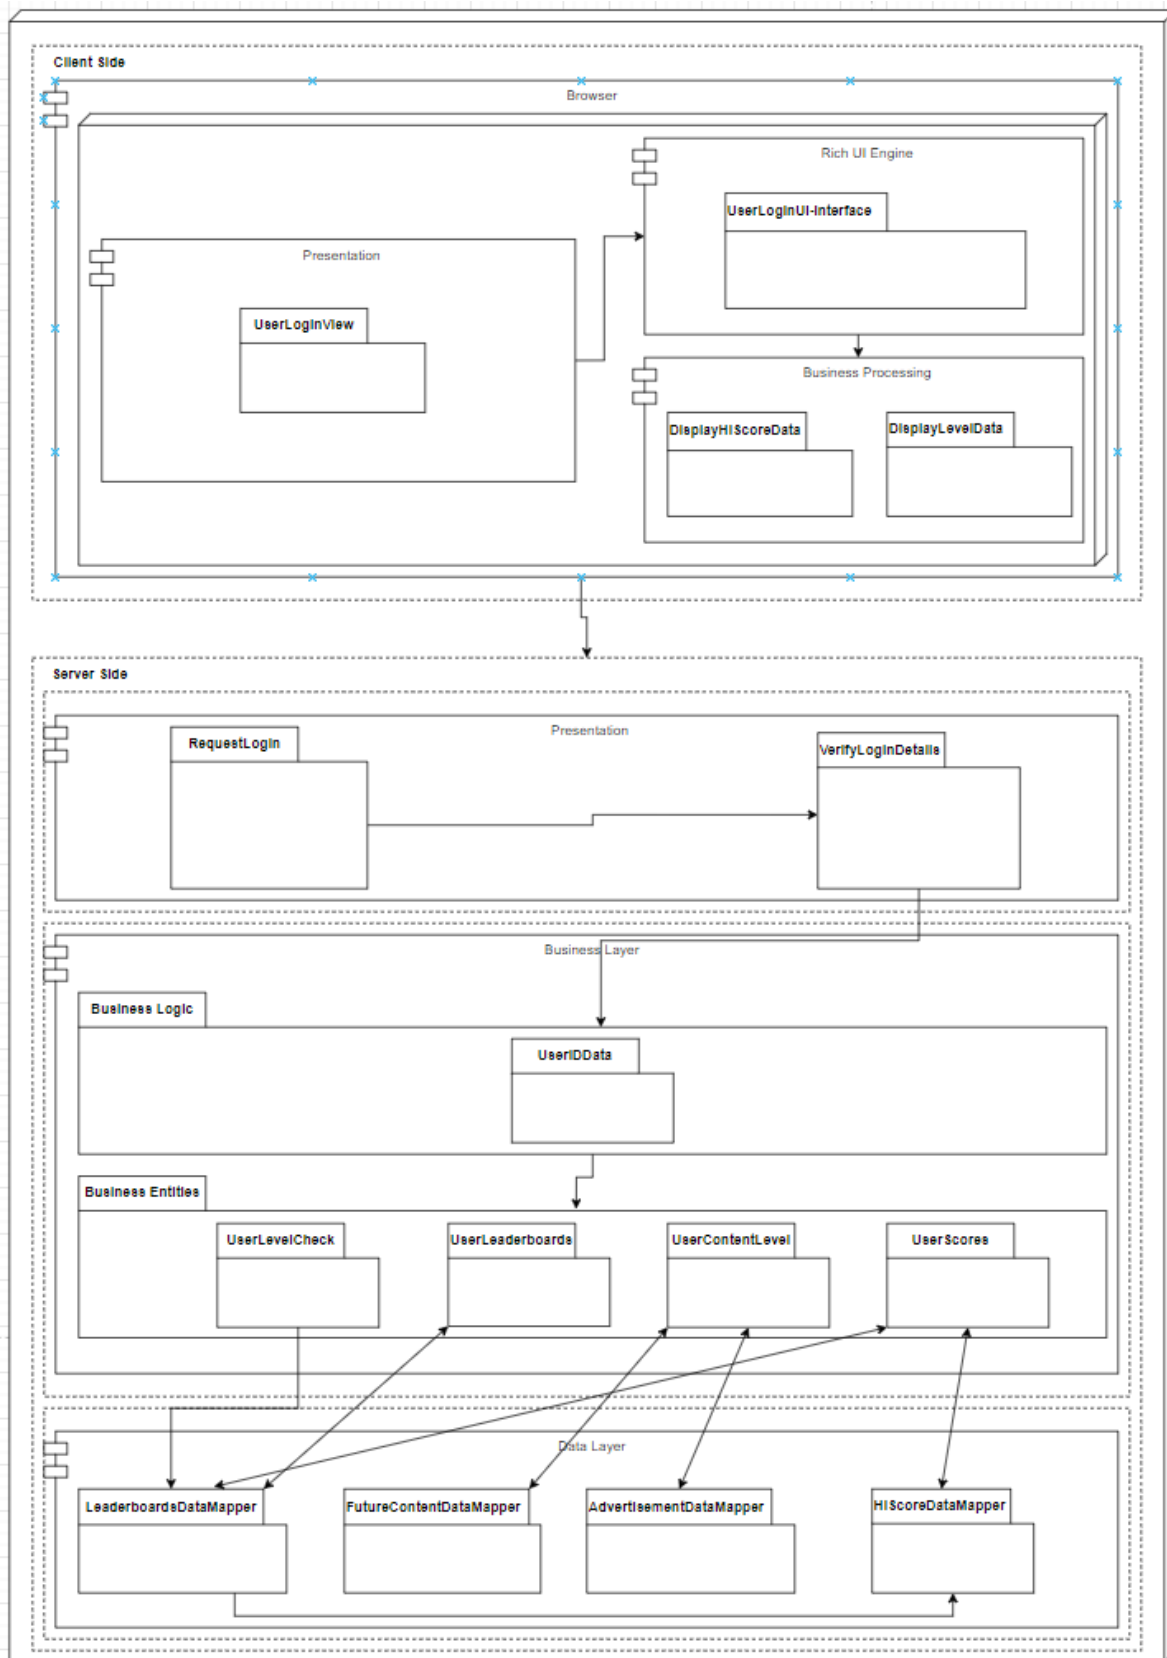 Client Side
Browser
Rich UI Engine
UserLoginUI-Interface
Presentation
UserLoginView
Business Processing
DisplayHiScoreData
DisplayLevelData
Server Side
Presentation
RequestLogin
VerifyLoginDetails
Business Layer
Business Logic
UserIDData
Business Entities
UserLevelCheck
UserLeaderboards
UserContentLevel
UserScores
Data Layer
LeaderboardsDataMapper
FutureContentDataMapper
AdvertisementDataMapper
HiScoreDataMapper